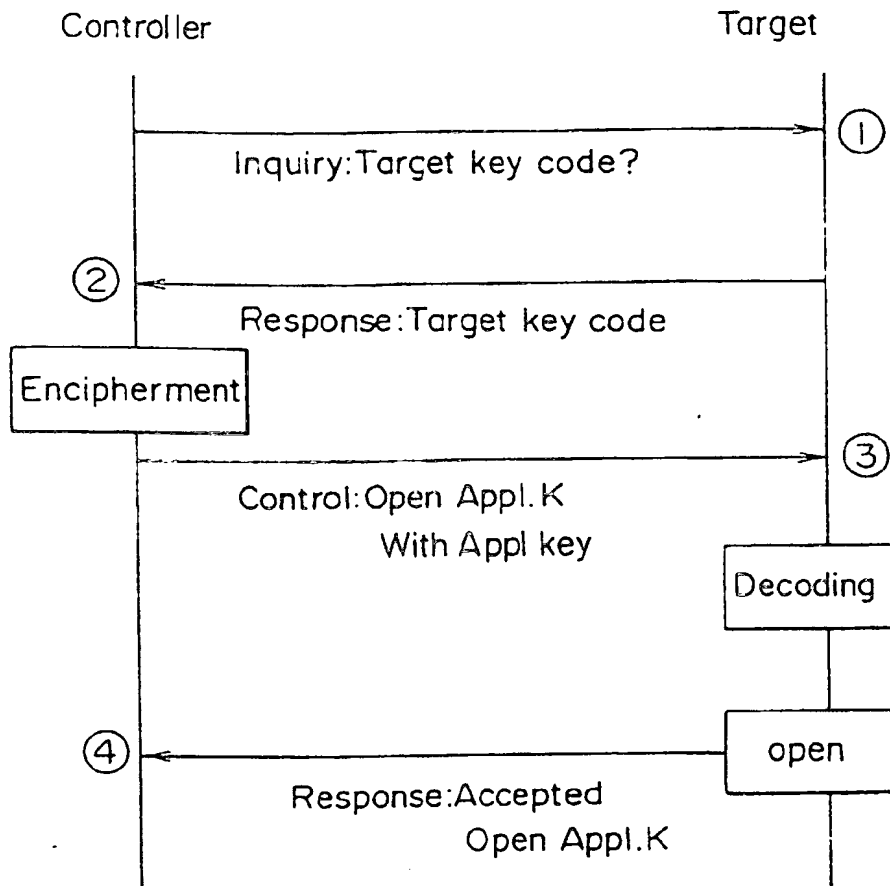 Controller
Target
①
Inquiry:Target key code?
②
Response:Target key code
Encipherment
③
Control:Open Appl.K
With Appl key
Decoding
④
open
Response:Accepted
Open Appl.K